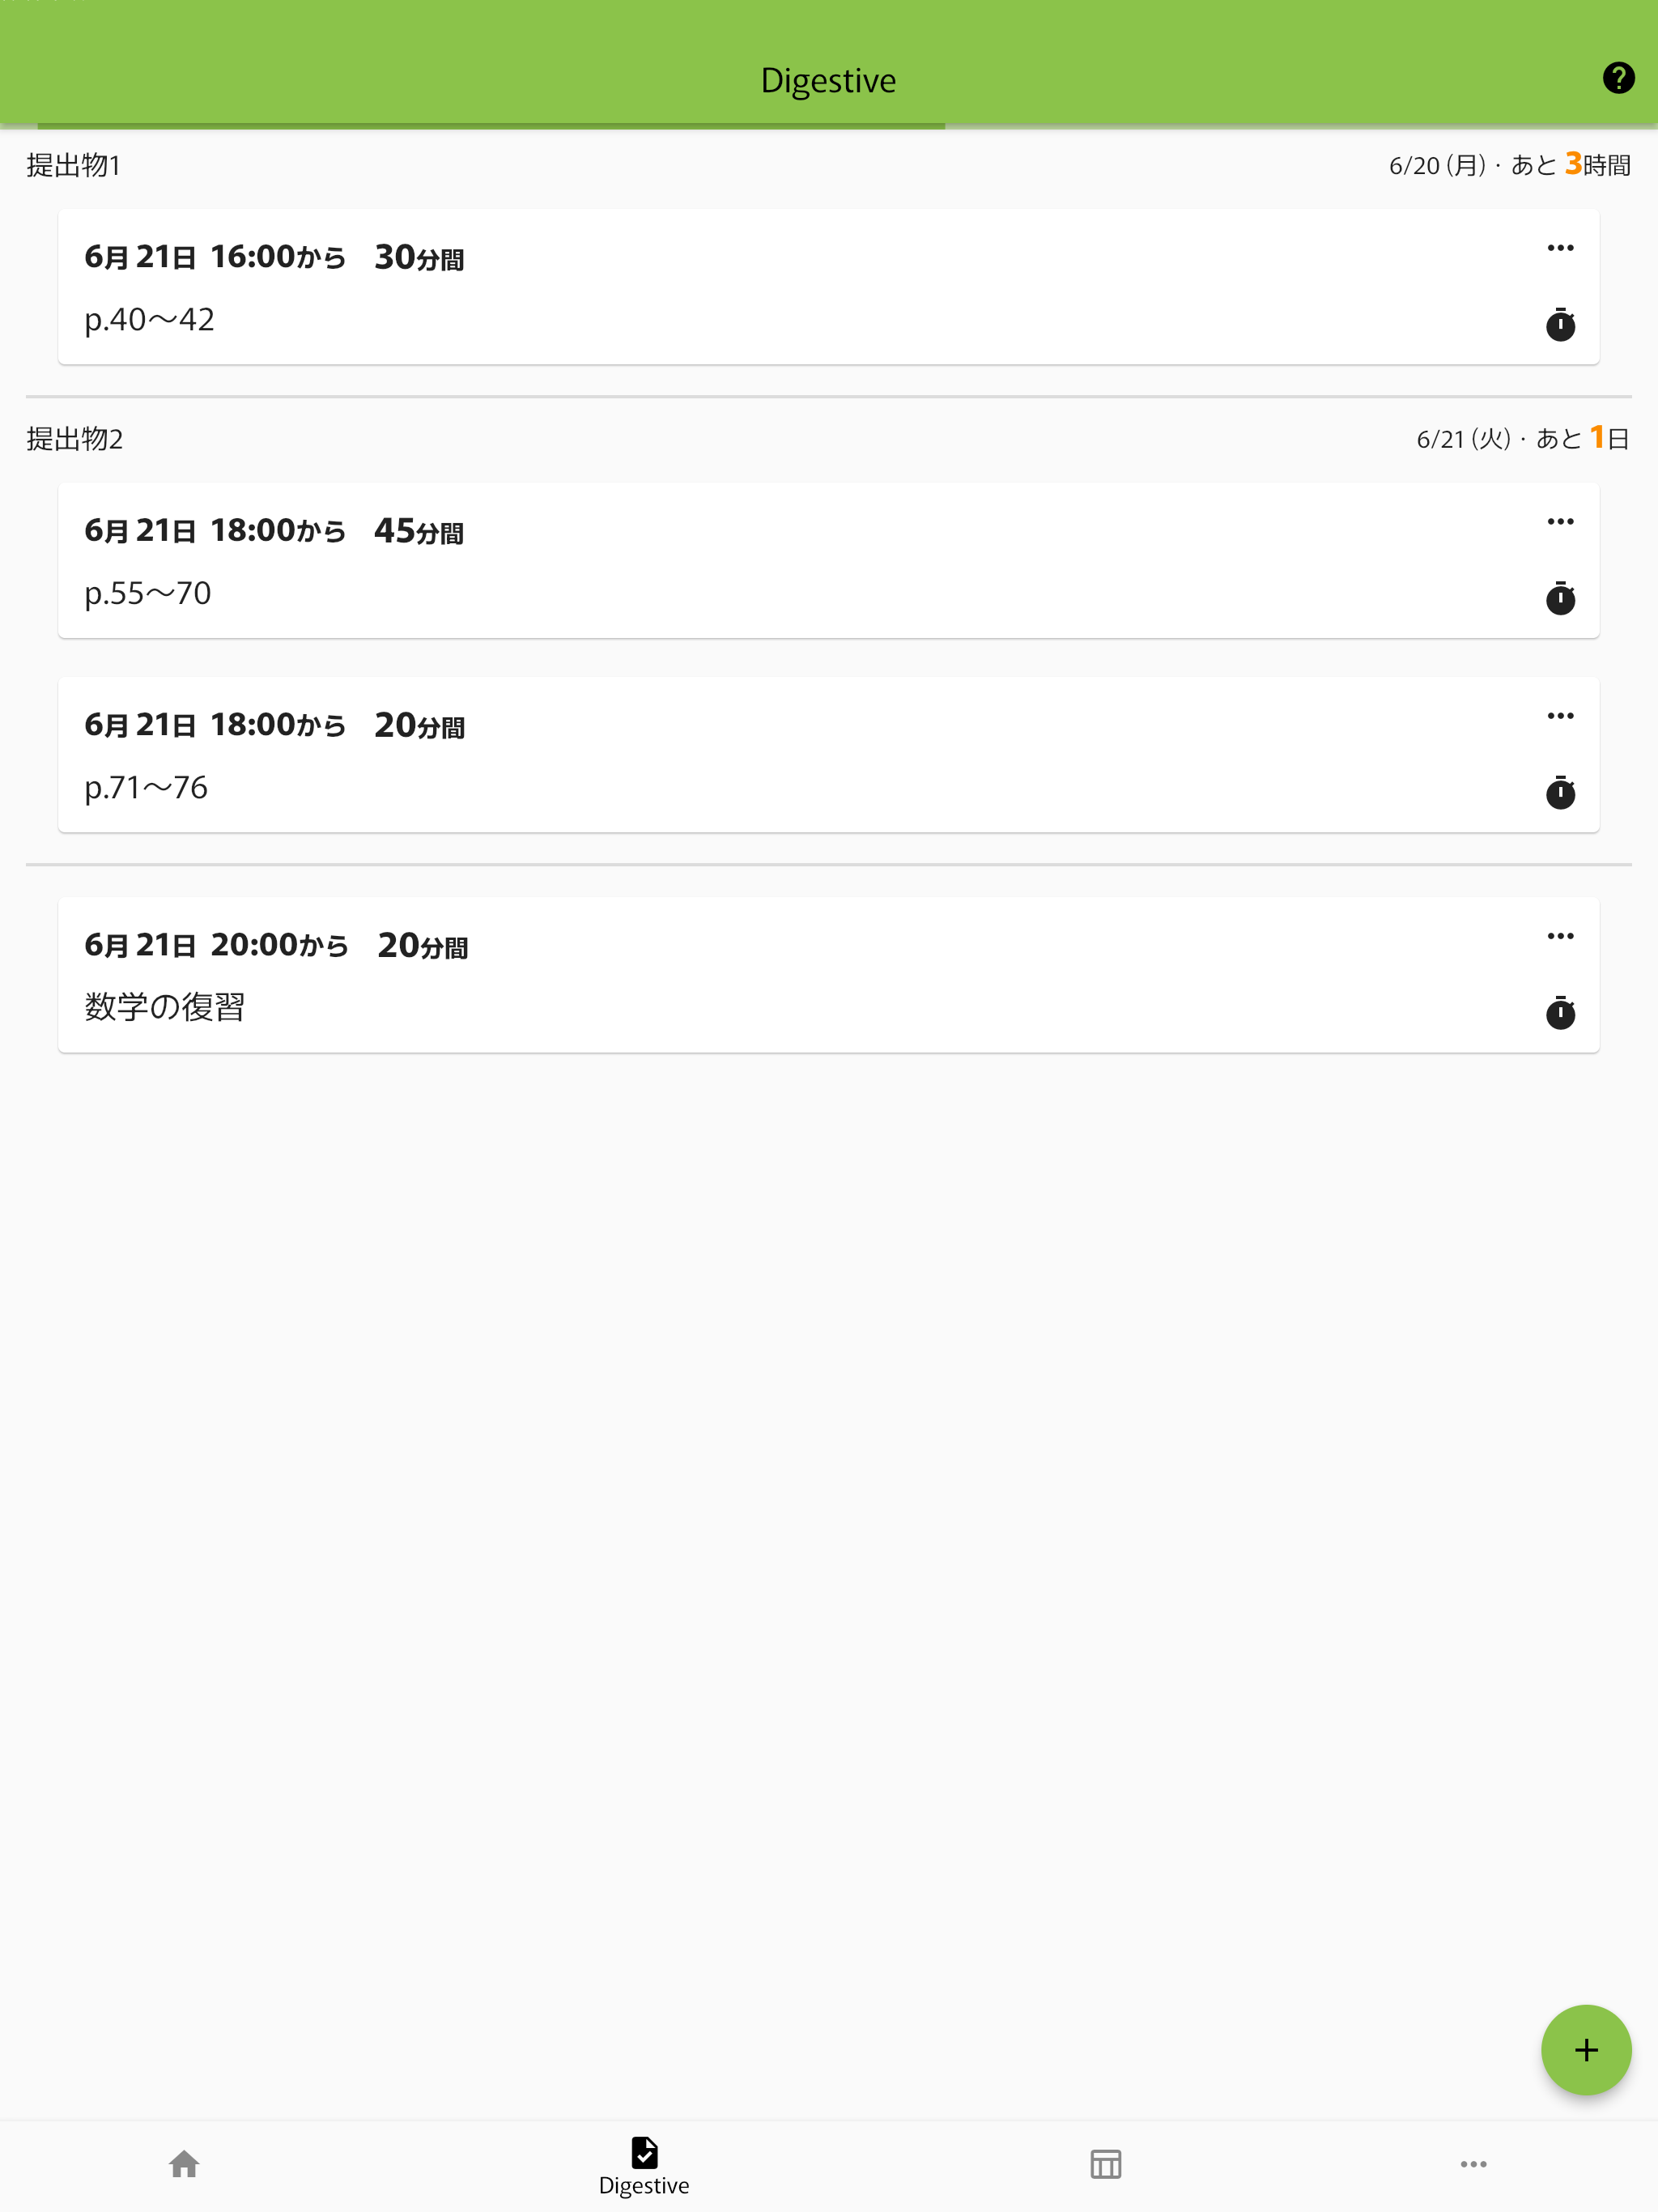 Digestive
提出物1
6/20 (月)・あと 3時間
6月21日 16:00から 30分間
p.40～42
提出物2
6/21 (火)・あと 1日
6月21日 18:00から 45分間
p.55～70
6月21日 18:00から 20分間
p.71～76
6月21日 20:00から 20分間
数学の復習
Digestive